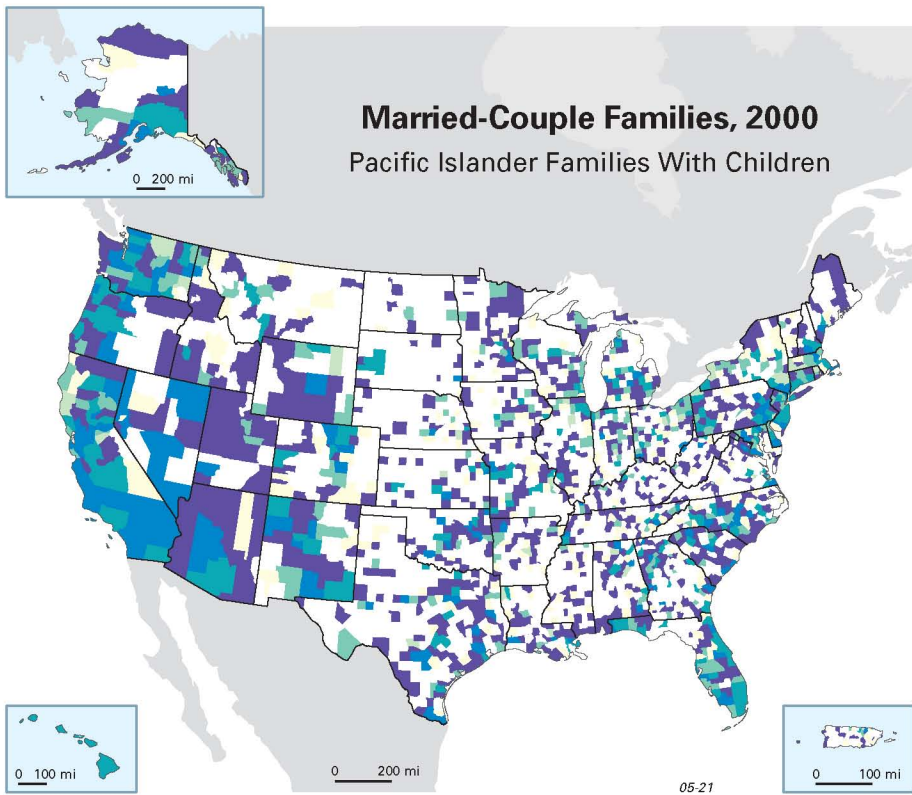 Married-Couple Families, 2000
Pacific Islander Families With Children
0 200 mi
0 100 mi
0 200 mi
0 100 mi
05-21